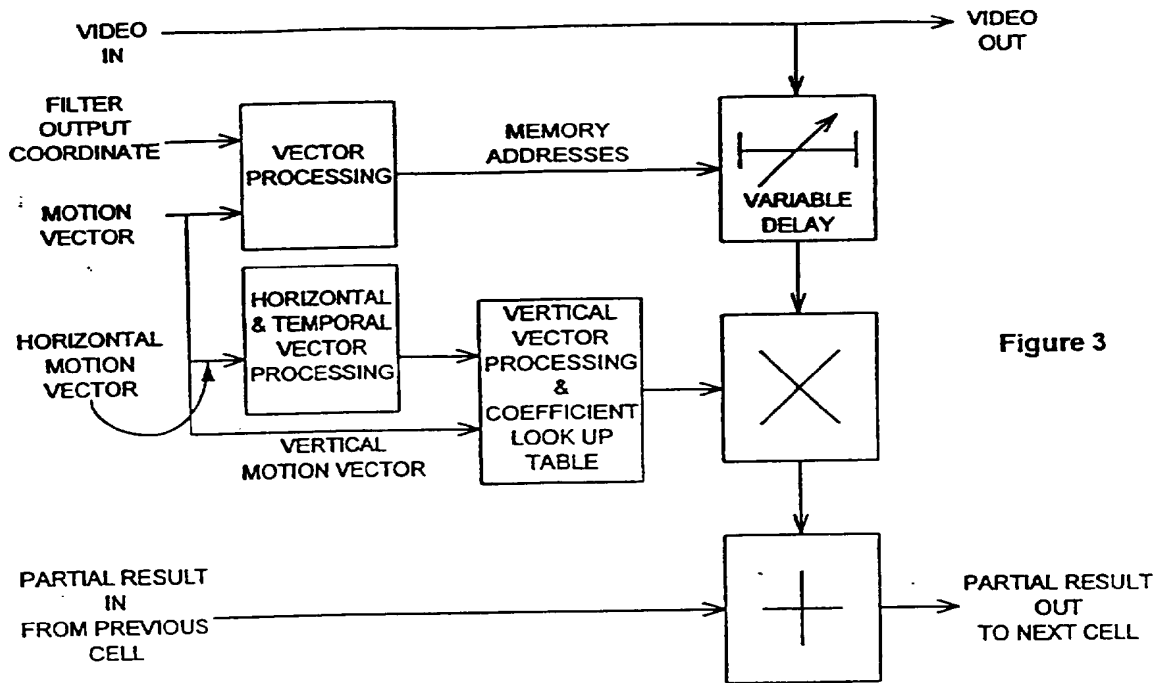 VIDEO
IN
VIDEO
OUT
FILTER
OUTPUT
COORDINATE
VECTOR
PROCESSING
MEMORY
ADDRESSES
VARIABLE
DELAY
MOTION
VECTOR
HORIZONTAL
MOTION
VECTOR
HORIZONTAL
& TEMPORAL
VECTOR
PROCESSING
VERTICAL
VECTOR
PROCESSING
&
COEFFICIENT
LOOK UP
TABLE
VERTICAL
MOTION VECTOR
Figure 3
PARTIAL RESULT
IN
FROM PREVIOUS
CELL
PARTIAL RESULT
OUT
TO NEXT CELL